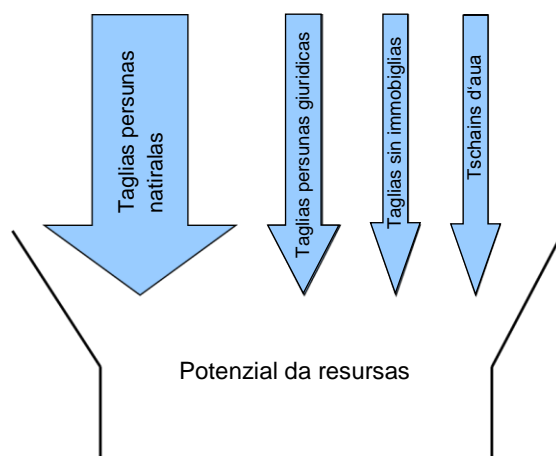 Taglias persunas
natiralas
Taglias persunas giuridicas
Taglias sin immobiglias
Tschains d'aua
Potenzial da resursas